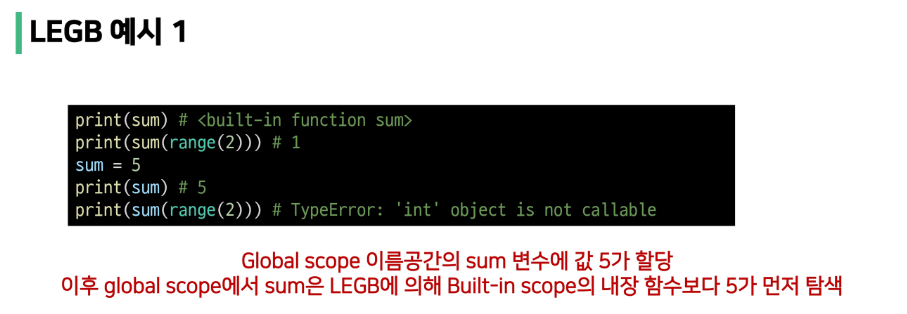 LEGB 예시 1
print(sum) # <built-in function sum>
print(sum(range(2))) # 1
sum = 5
print(sum) # 5
print(sum(range(2))) # TypeError: 'int' object is not callable
Global scope 이름공간의 sum 변수에 값 5가 할당
이후 global scope에서 sum은 LEGB에 의해 Built-in scope의 내장 함수보다 5가 먼저 탐색